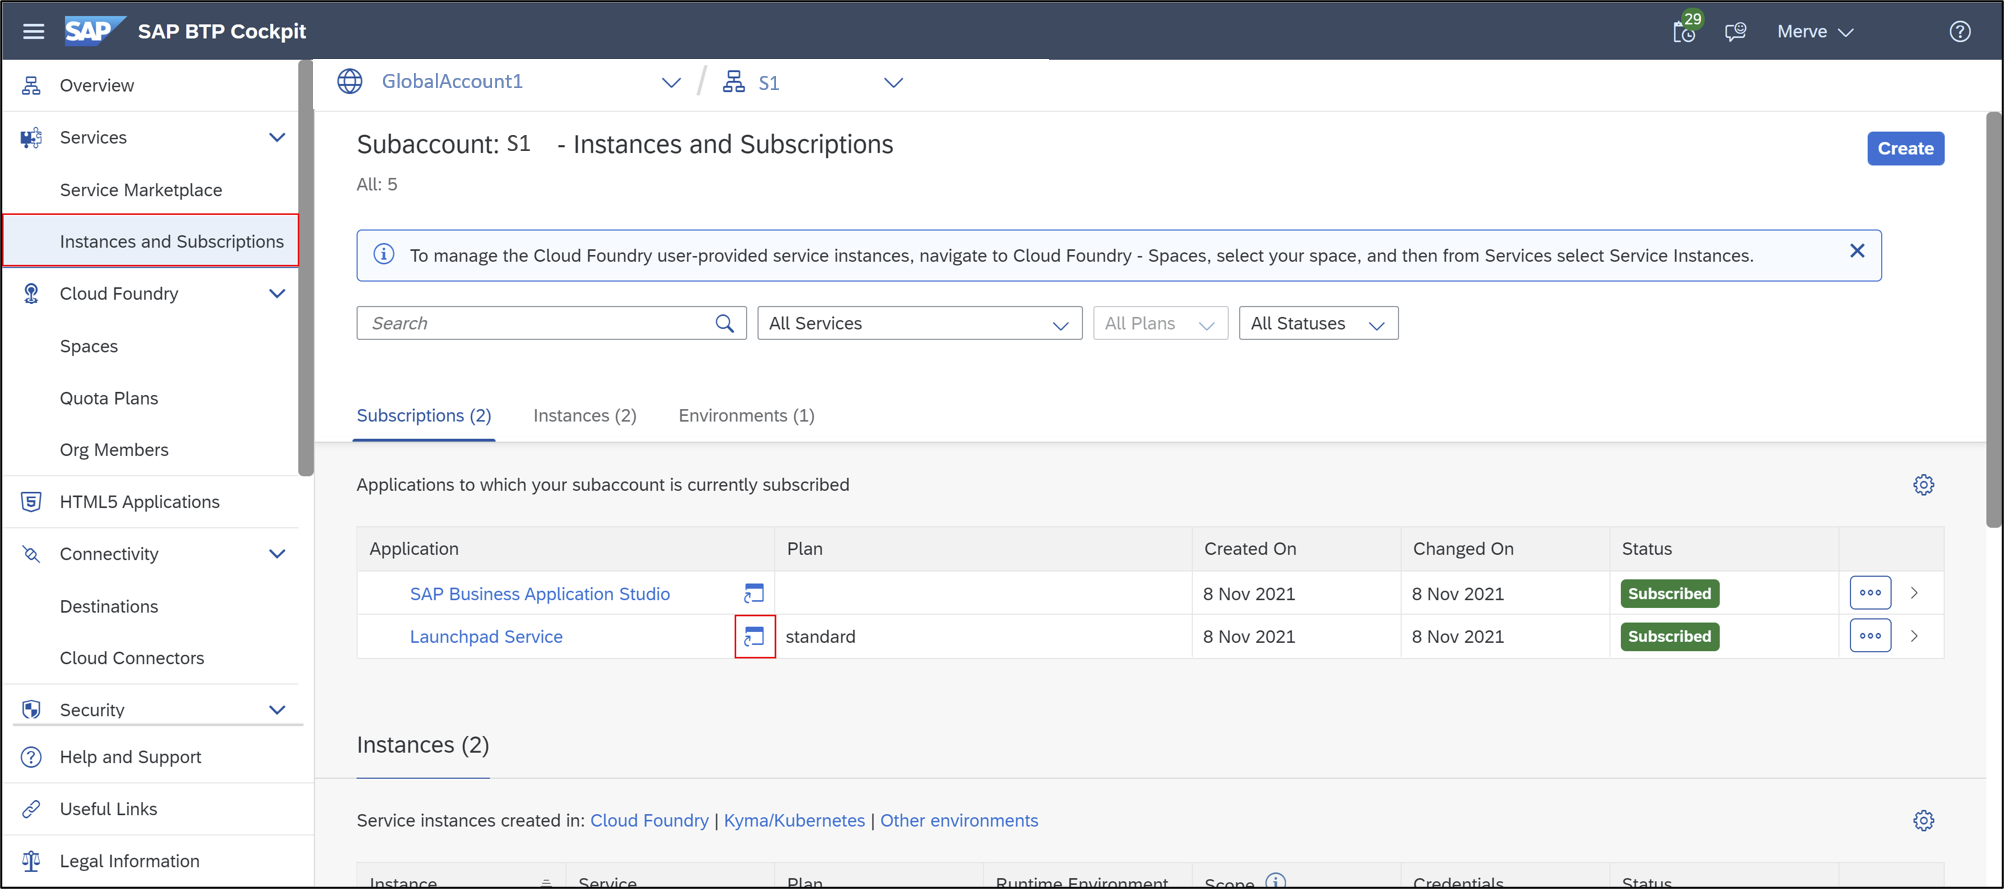 SAP SAP BTP Cockpit 29 Merve
Overview
Services
Service Marketplace
Instances and Subscriptions
Cloud Foundry
Spaces
Quota Plans
Org Members
HTML5 Applications
Connectivity
Destinations
Cloud Connectors
Security
Help and Support
Useful Links
Legal Information
GlobalAccount1 / S1
Subaccount: S1 - Instances and Subscriptions
Create
All: 5
To manage the Cloud Foundry user-provided service instances, navigate to Cloud Foundry - Spaces, select your space, and then from Services select Service Instances.
Search All Services All Plans All Statuses
Subscriptions (2) Instances (2) Environments (1)
Applications to which your subaccount is currently subscribed
Application Plan Created On Changed On Status
SAP Business Application Studio 8 Nov 2021 8 Nov 2021 Subscribed
Launchpad Service standard 8 Nov 2021 8 Nov 2021 Subscribed
Instances (2)
Service instances created in: Cloud Foundry | Kyma/Kubernetes | Other environments
Instance Service Plan Runtime Environment Scope Credentials Status